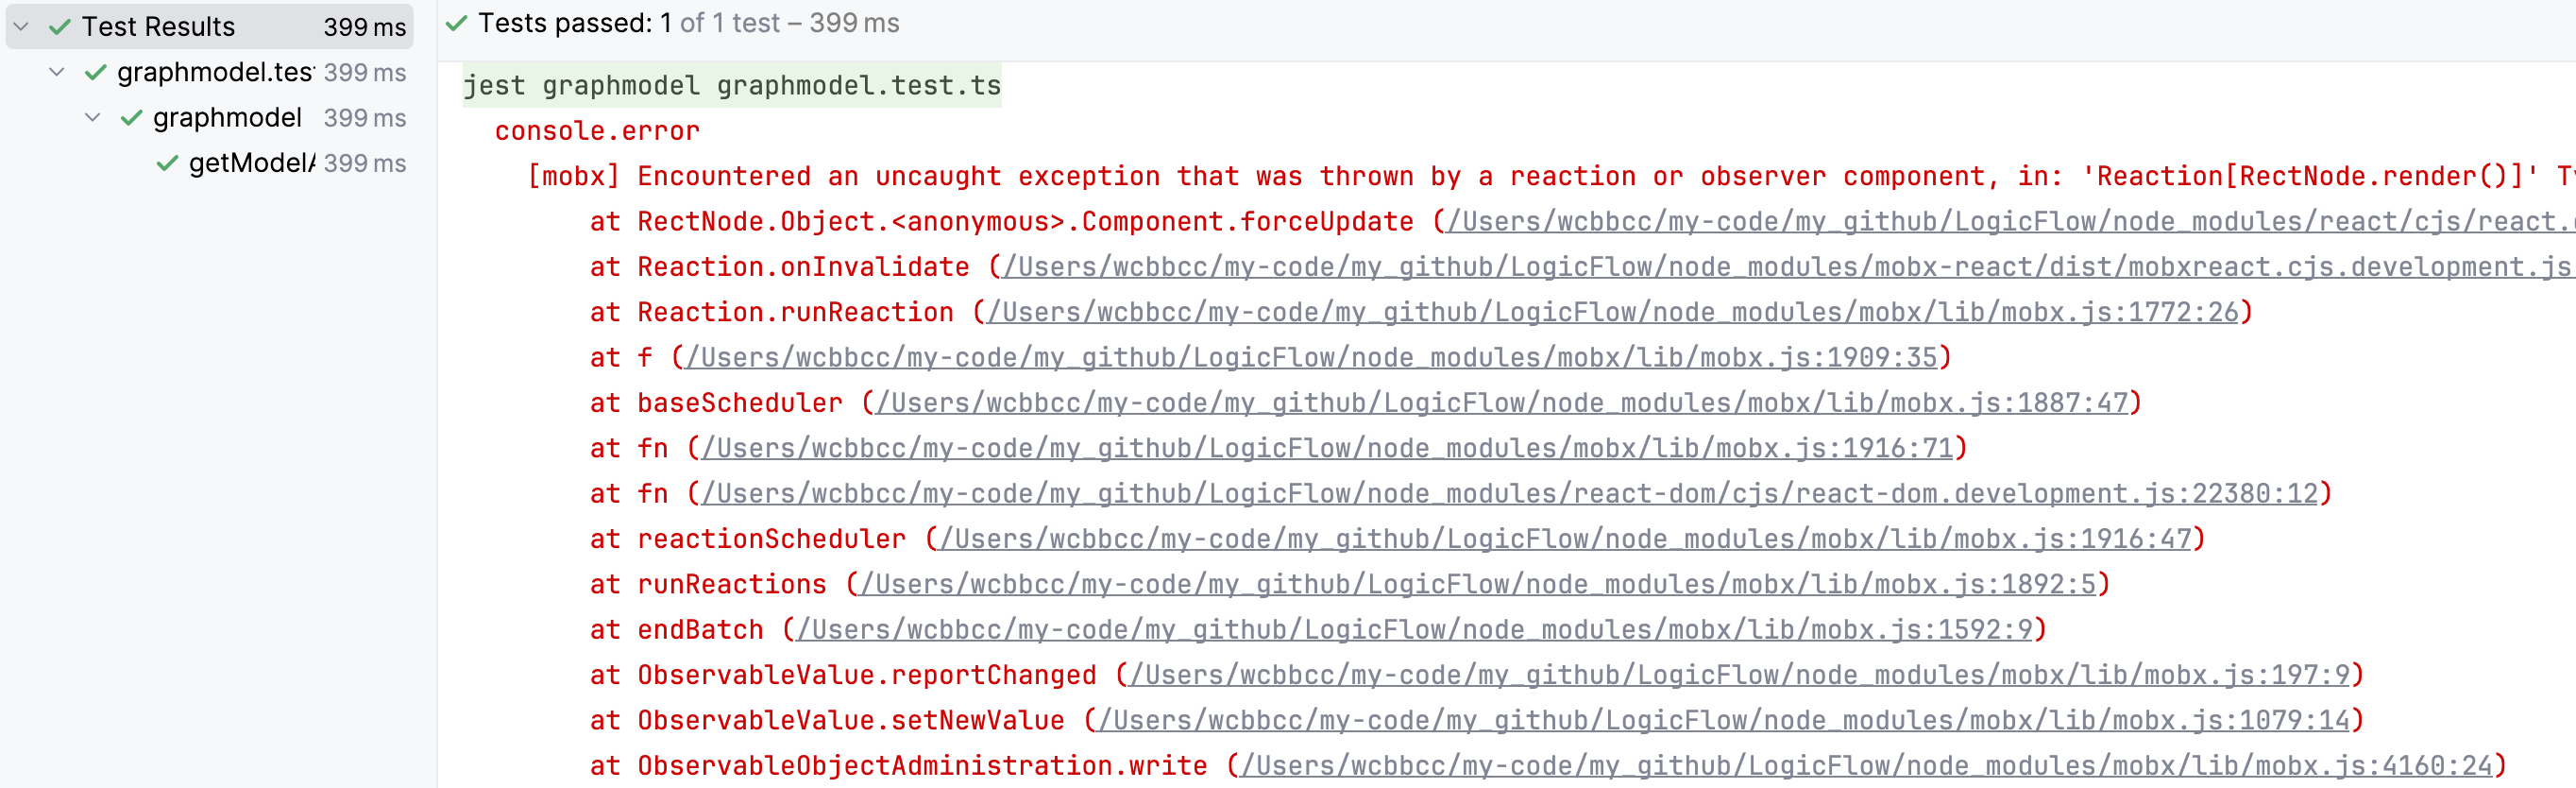 Test Results 399 ms
graphmodel.tes 399 ms
graphmodel 399 ms
getModel 399 ms
Tests passed: 1 of 1 test – 399 ms
jest graphmodel graphmodel.test.ts
console.error
[mobx] Encountered an uncaught exception that was thrown by a reaction or observer component, in: 'Reaction[RectNode.render()]'
at RectNode.Object.<anonymous>.Component.forceUpdate (/Users/wcbbcc/my-code/my_github/LogicFlow/node_modules/react/cjs/react.
at Reaction.onInvalidate (/Users/wcbbcc/my-code/my_github/LogicFlow/node_modules/mobx-react/dist/mobxreact.cjs.development.js
at Reaction.runReaction (/Users/wcbbcc/my-code/my_github/LogicFlow/node_modules/mobx/lib/mobx.js:1772:26)
at f (/Users/wcbbcc/my-code/my_github/LogicFlow/node_modules/mobx/lib/mobx.js:1909:35)
at baseScheduler (/Users/wcbbcc/my-code/my_github/LogicFlow/node_modules/mobx/lib/mobx.js:1887:47)
at fn (/Users/wcbbcc/my-code/my_github/LogicFlow/node_modules/mobx/lib/mobx.js:1916:71)
at fn (/Users/wcbbcc/my-code/my_github/LogicFlow/node_modules/react-dom/cjs/react-dom.development.js:22380:12)
at reactionScheduler (/Users/wcbbcc/my-code/my_github/LogicFlow/node_modules/mobx/lib/mobx.js:1916:47)
at runReactions (/Users/wcbbcc/my-code/my_github/LogicFlow/node_modules/mobx/lib/mobx.js:1892:5)
at endBatch (/Users/wcbbcc/my-code/my_github/LogicFlow/node_modules/mobx/lib/mobx.js:1592:9)
at ObservableValue.reportChanged (/Users/wcbbcc/my-code/my_github/LogicFlow/node_modules/mobx/lib/mobx.js:197:9)
at ObservableValue.setNewValue (/Users/wcbbcc/my-code/my_github/LogicFlow/node_modules/mobx/lib/mobx.js:1079:14)
at ObservableObjectAdministration.write (/Users/wcbbcc/my-code/my_github/LogicFlow/node_modules/mobx/lib/mobx.js:4160:24)